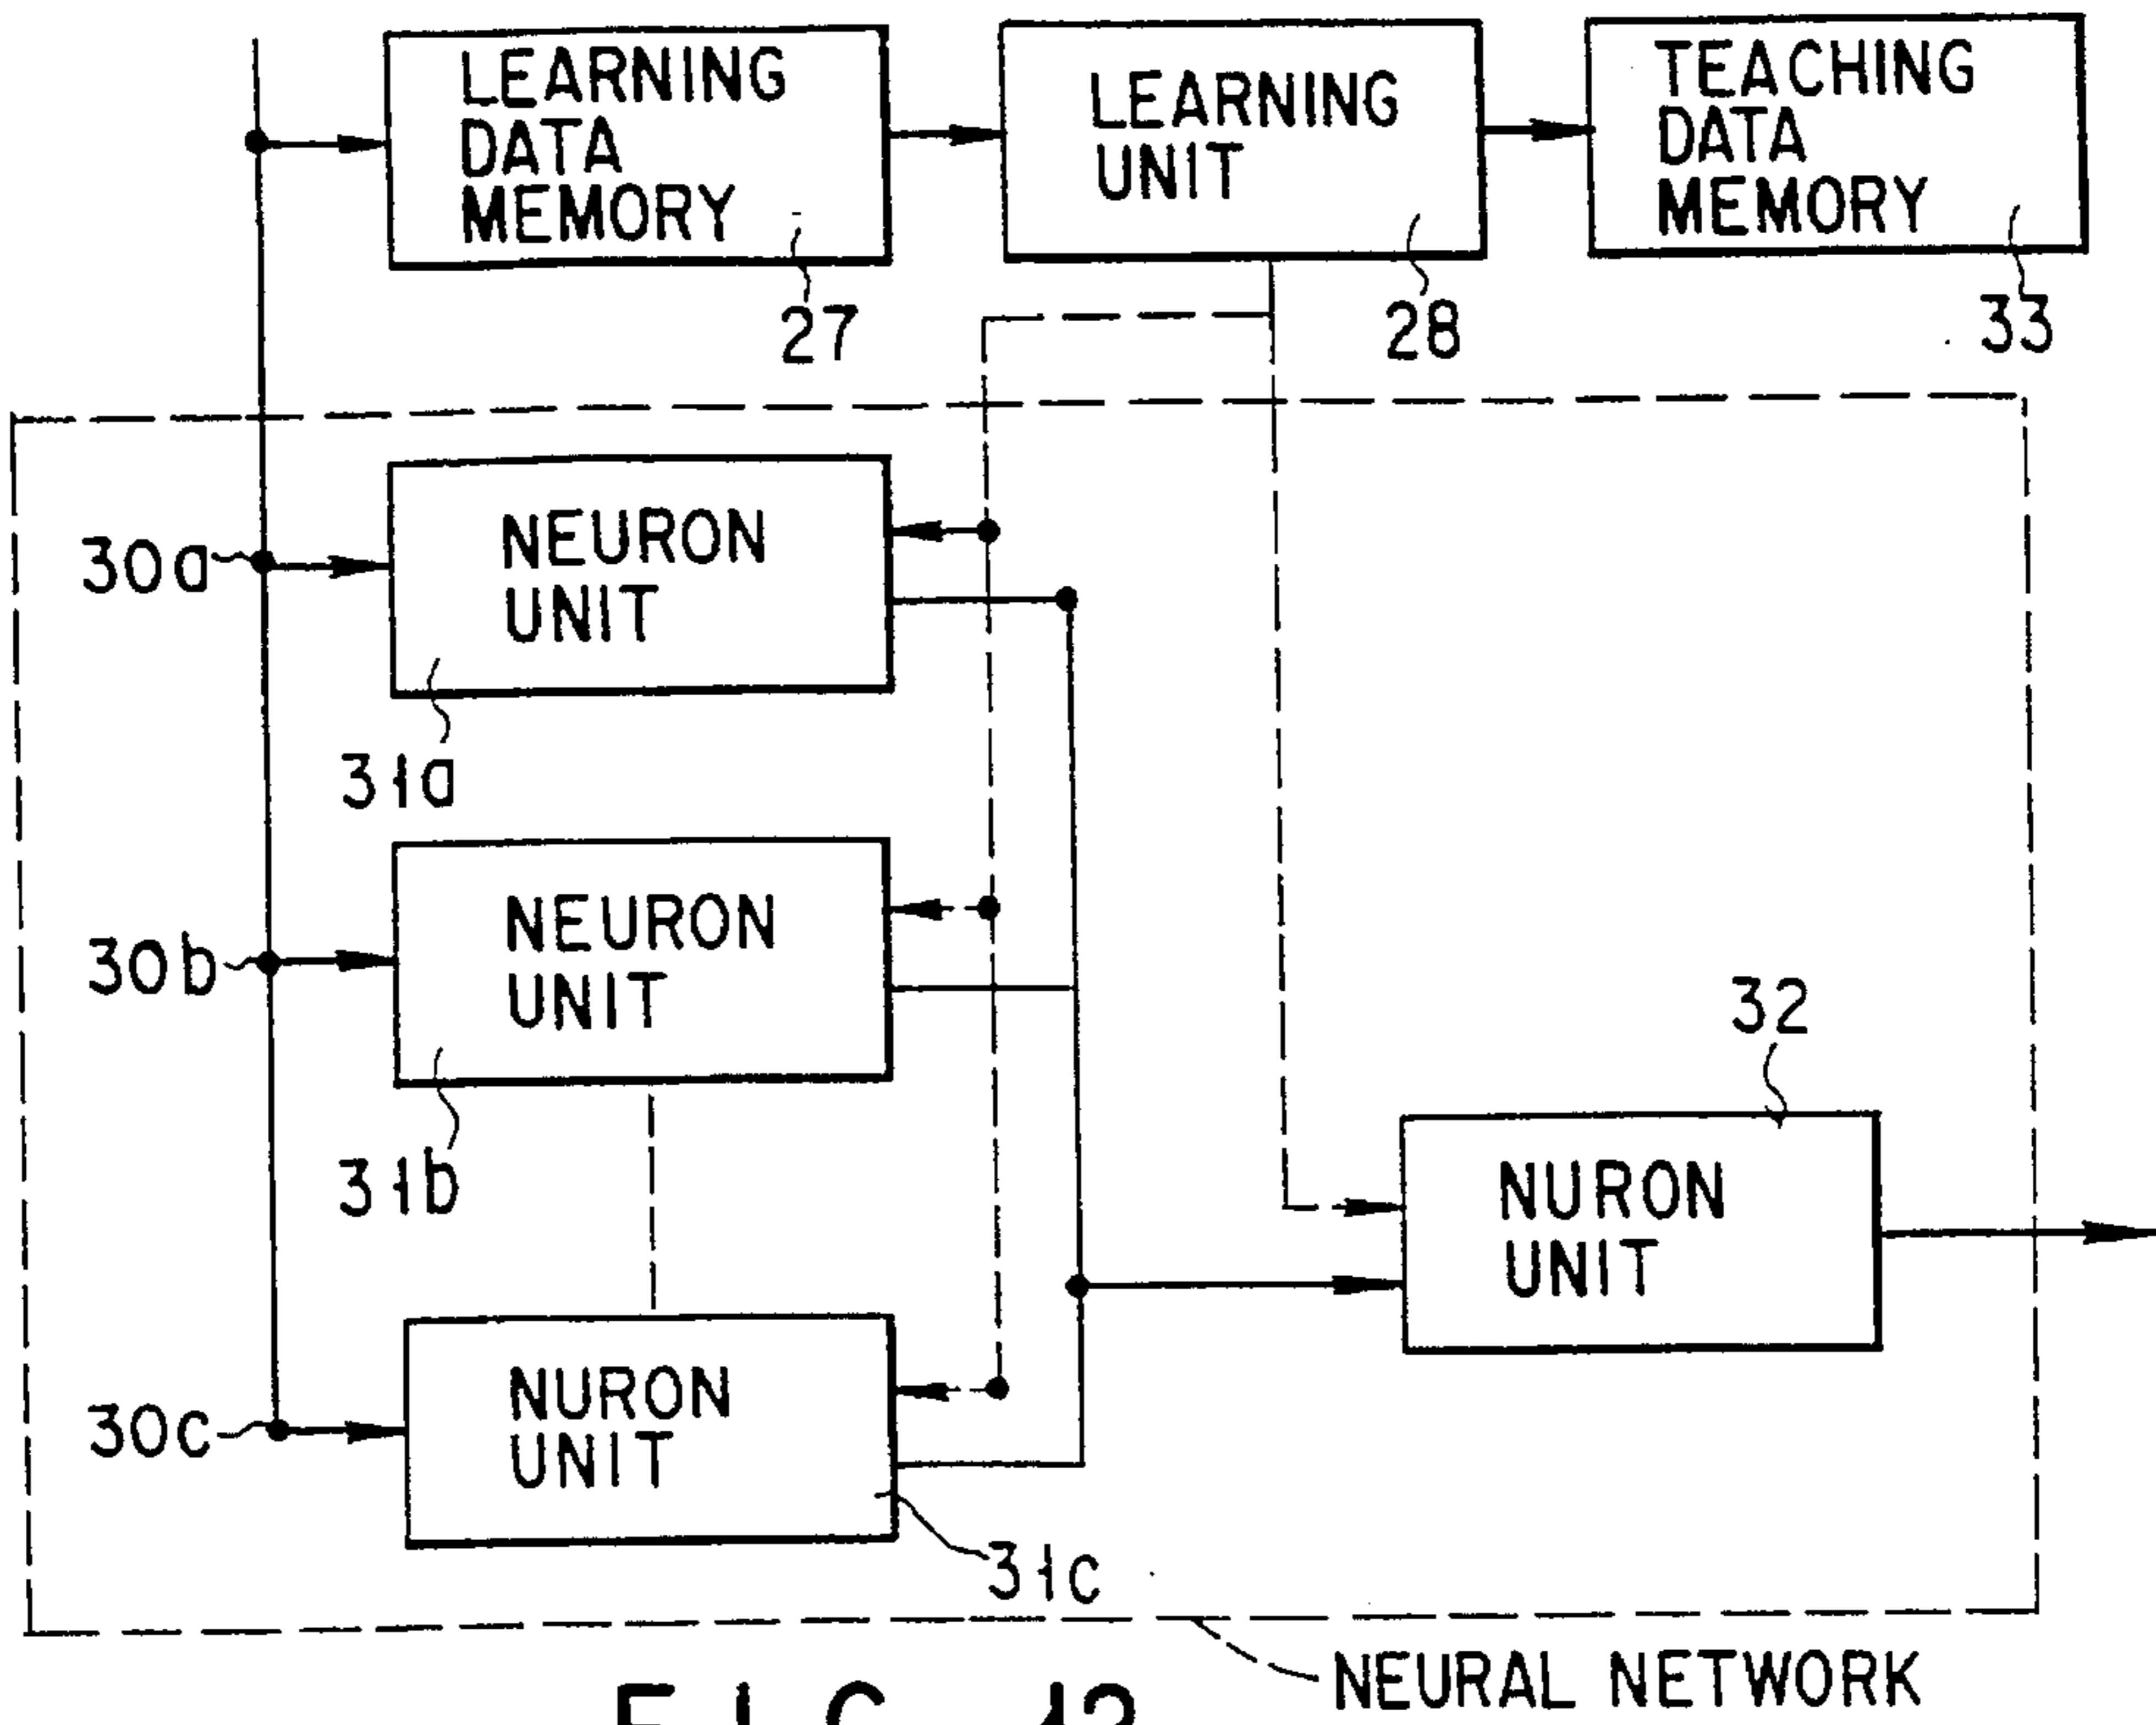 LEARNING
DATA
MEMORY
27
LEARNING
UNIT
28
TEACHING
DATA
MEMORY
33
30a
NEURON
UNIT
31a
30b
NEURON
UNIT
31b
32
NURON
UNIT
30c
NURON
UNIT
31c
NEURAL NETWORK